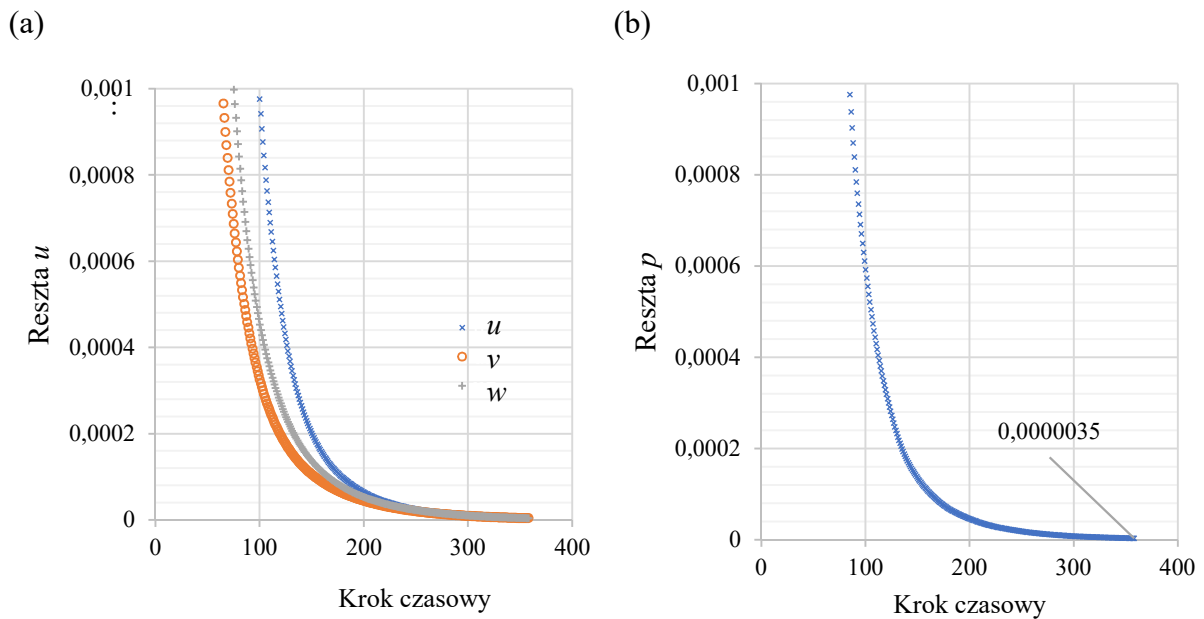 (a)
0,001
:
0,0008
0,0006
0,0004
0,0002
0
0 100 200 300 400
Reszta u
Krok czasowy
u
v
w
(b)
0,001
0,0008
0,0006
0,0004
0,0002
0
0 100 200 300 400
Reszta p
Krok czasowy
0,0000035